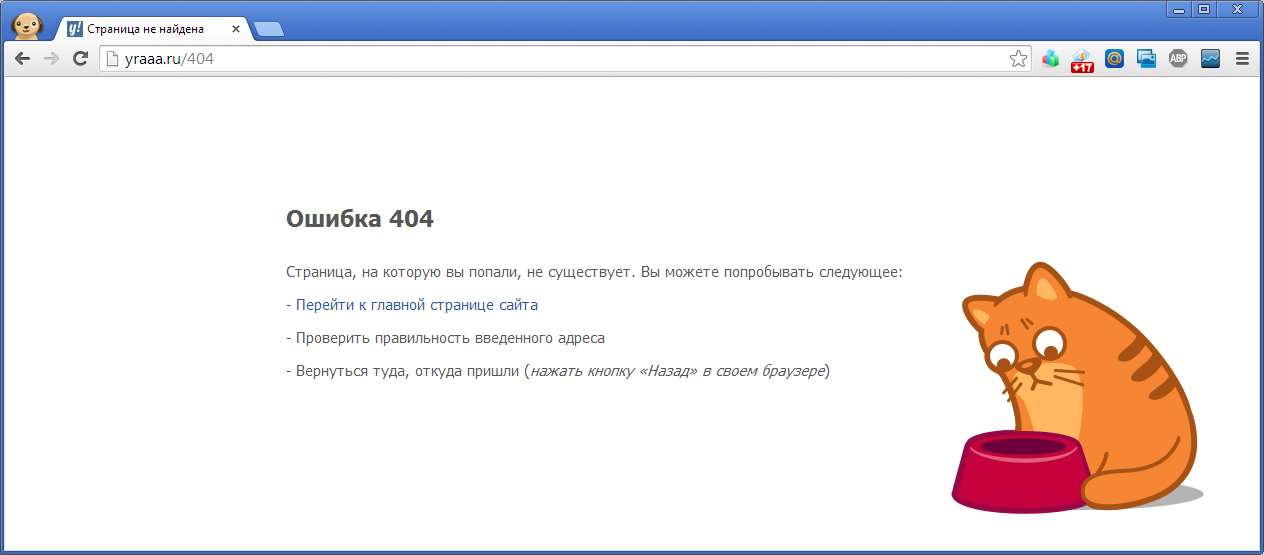 y! Страница не найдена
yraaa.ru/404
+17
@
ABP
Ошибка 404
Страница, на которую вы попали, не существует. Вы можете попробывать следующее:
- Перейти к главной странице сайта
- Проверить правильность введенного адреса
- Вернуться туда, откуда пришли (нажать кнопку «Назад» в своем браузере)